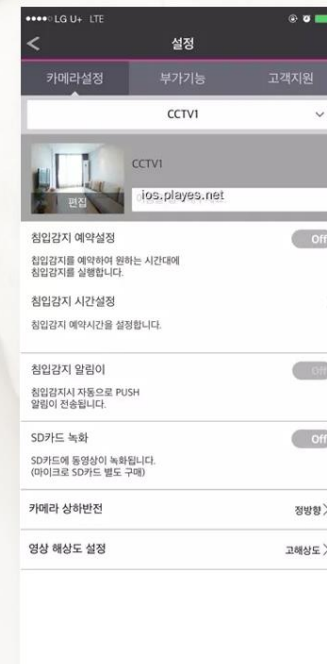 LG U+ LTE
설정
카메라설정 부가기능 고객지원
CCTV1
CCTV1
편집
ios.playes.net
침입감지 예약설정 Off
침입감지를 예약하여 원하는 시간대에
침입감지를 실행합니다.
침입감지 시간설정
침입감지 예약시간을 설정합니다.
침입감지 알림이 Off
침입감지시 자동으로 PUSH
알림이 전송됩니다.
SD카드 녹화 Off
SD카드에 동영상이 녹화됩니다.
(마이크로 SD카드 별도 구매)
카메라 상하반전 정방향
영상 해상도 설정 고해상도